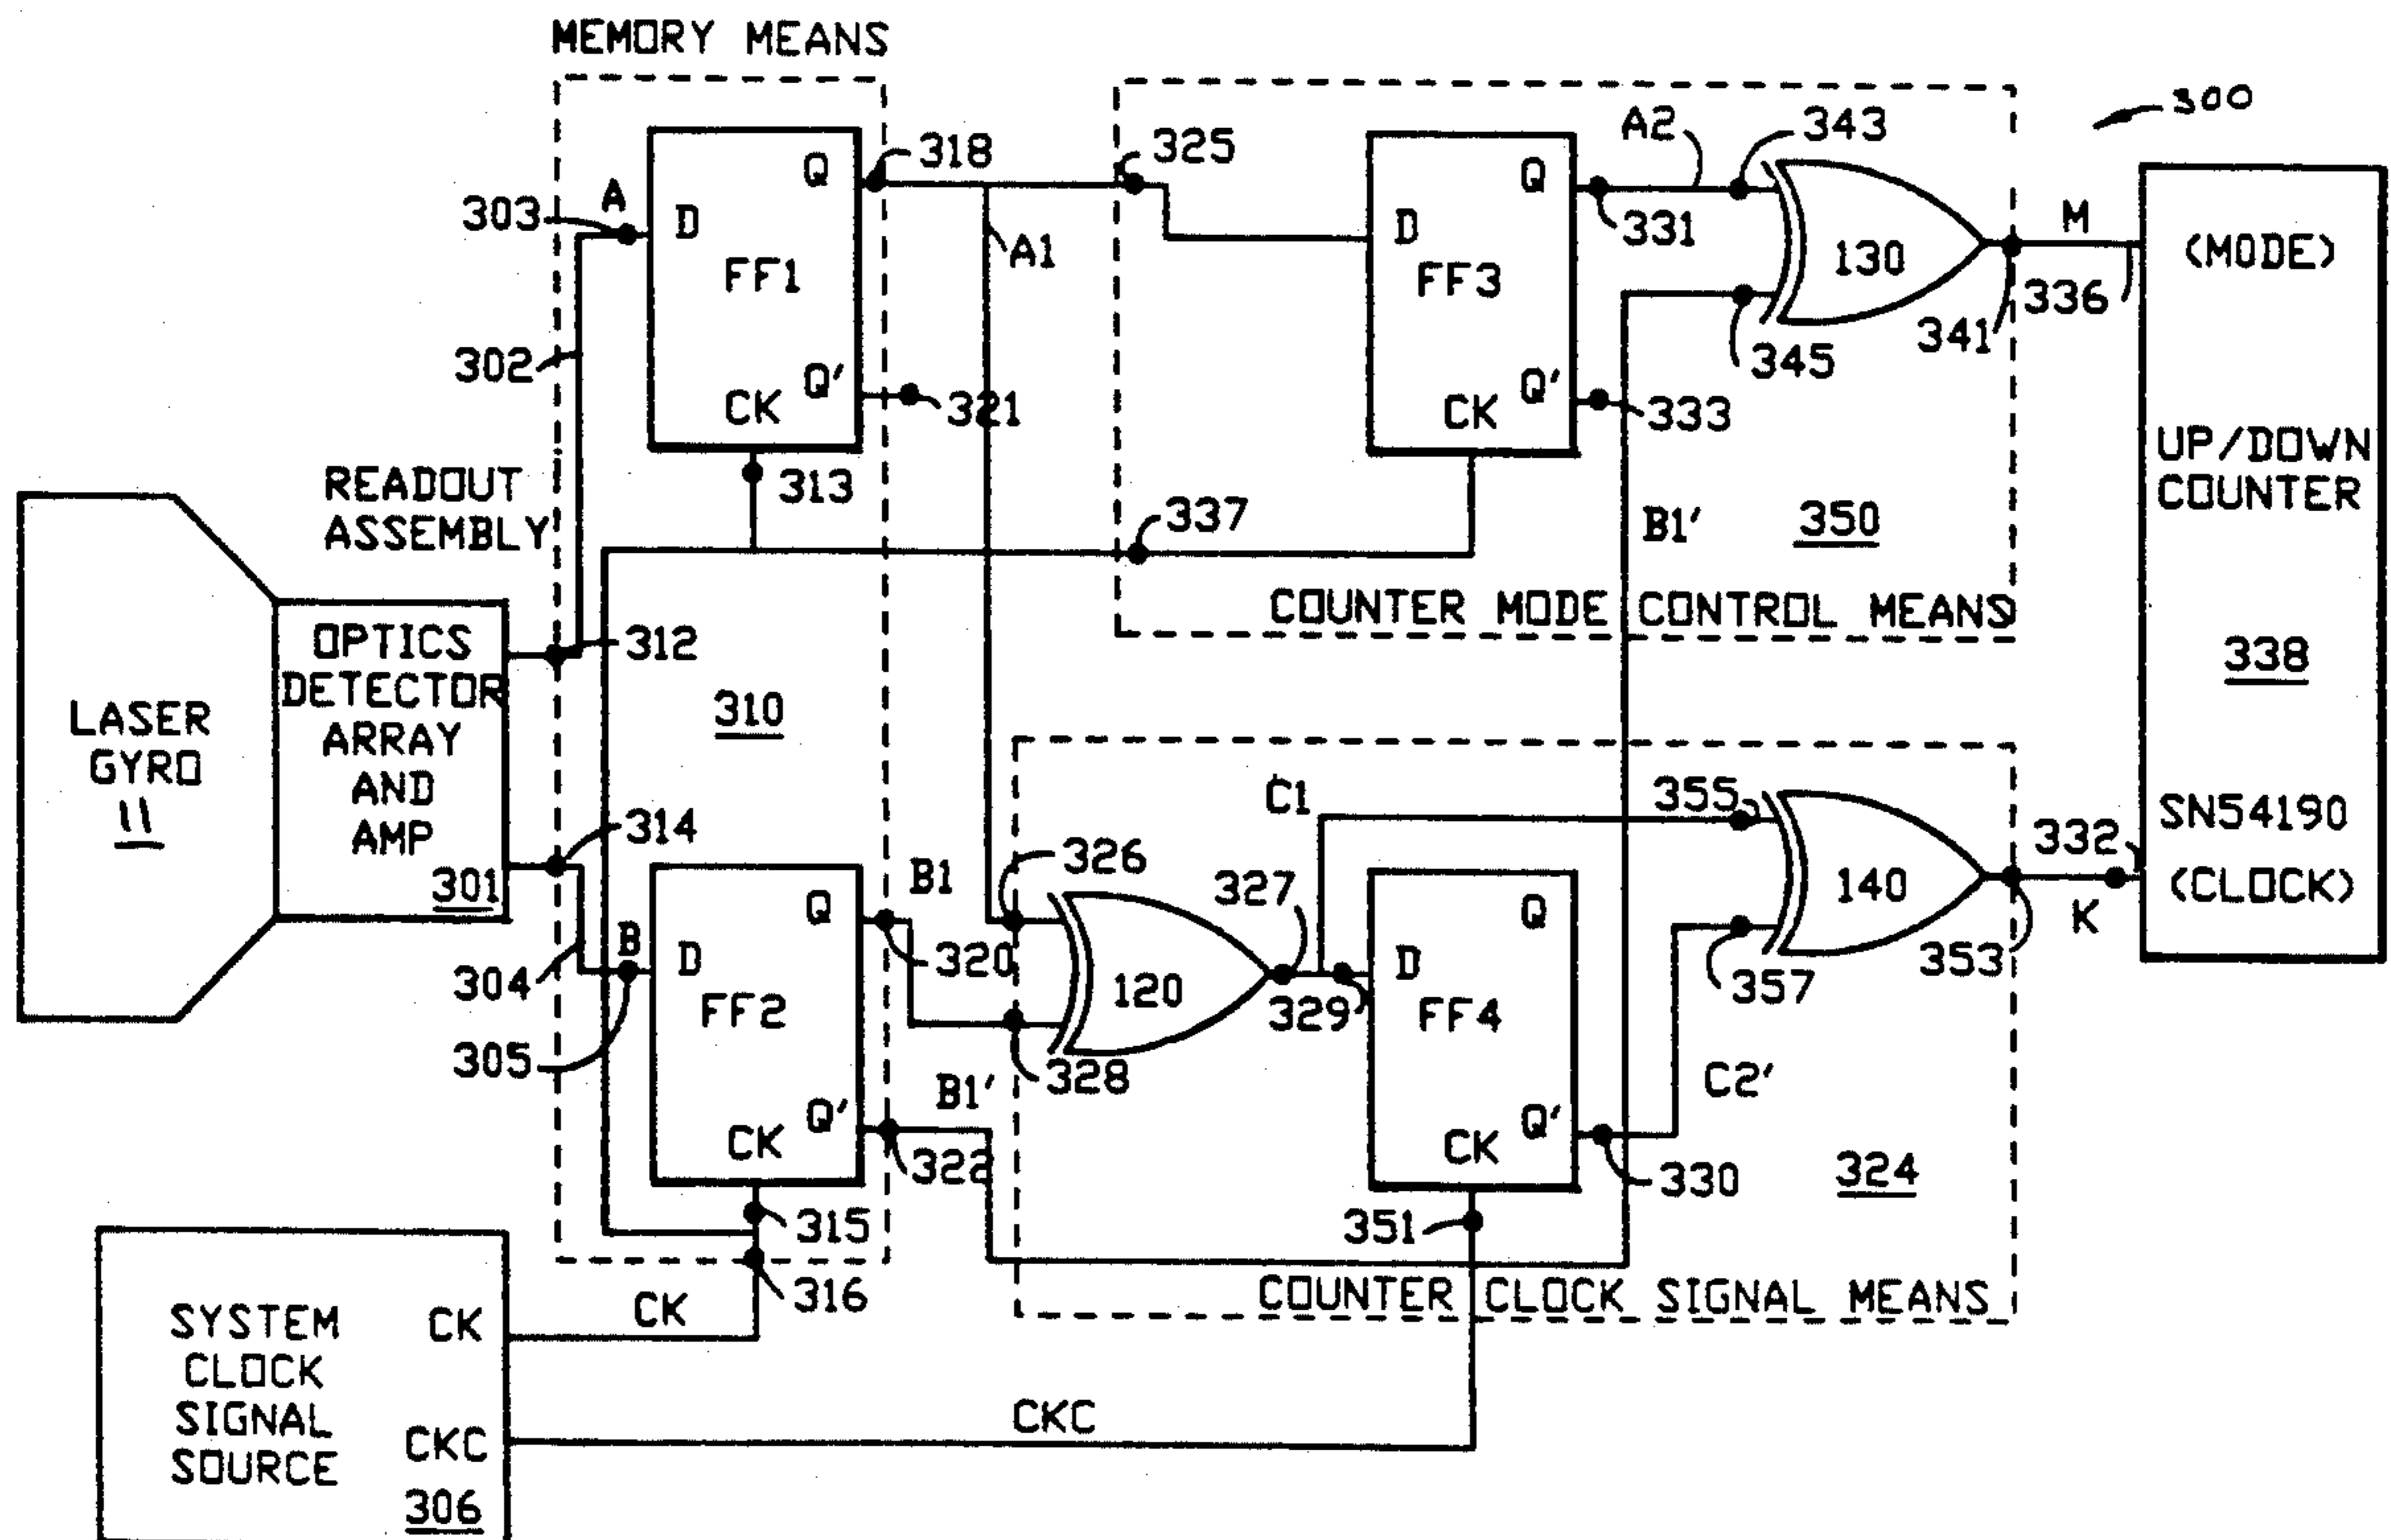 MEMORY MEANS
300
318
325
A2
343
Q
Q
A
303
D
D
331
M
(MODE)
A1
FF1
FF3
130
336
341
302
345
Q'
Q'
CK
321
CK
333
UP/DOWN
COUNTER
READOUT
ASSEMBLY
313
337
B1'
350
COUNTER MODE CONTROL MEANS
312
OPTICS
DETECTOR
ARRAY
AND
AMP
301
338
310
LASER
GYRO
11
C1
355
SN54190
314
326
332
B1
327
140
(CLOCK)
Q
Q
K
B
D
320
D
353
304
120
357
FF2
329
FF4
305
328
C2'
B1'
Q'
Q'
CK
CK
322
330
324
315
351
316
COUNTER CLOCK SIGNAL MEANS
CK
CK
SYSTEM
CLOCK
SIGNAL
SOURCE
CKC
CKC
306